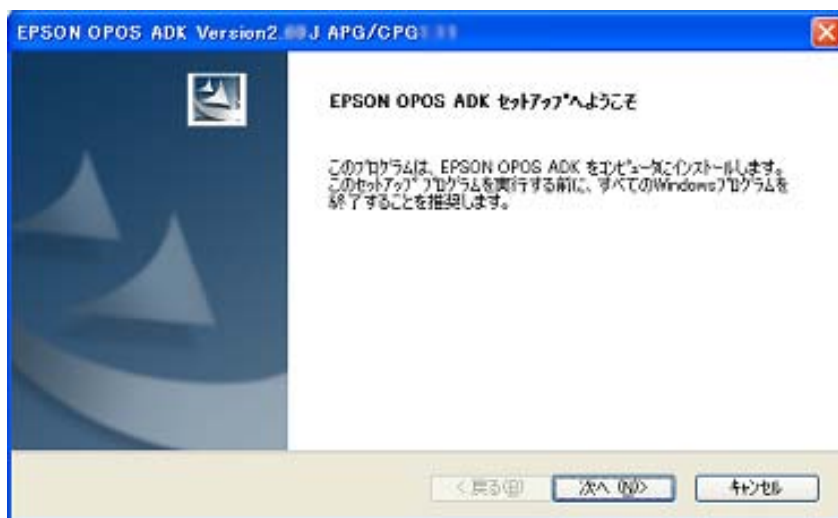 EPSON OPOS ADK Version2. J APG/CPG
EPSON OPOS ADK ｾｯﾄｱｯﾌﾟへようこそ
このﾌﾟﾛｸﾞﾗﾑは、EPSON OPOS ADK をｺﾝﾋﾟｭｰﾀにｲﾝｽﾄｰﾙします。
このｾｯﾄｱｯﾌﾟ ﾌﾟﾛｸﾞﾗﾑを実行する前に、すべてのWindowsﾌﾟﾛｸﾞﾗﾑを
終了することを推奨します。
< 戻る(B)
次へ (N)>
ｷｬﾝｾﾙ